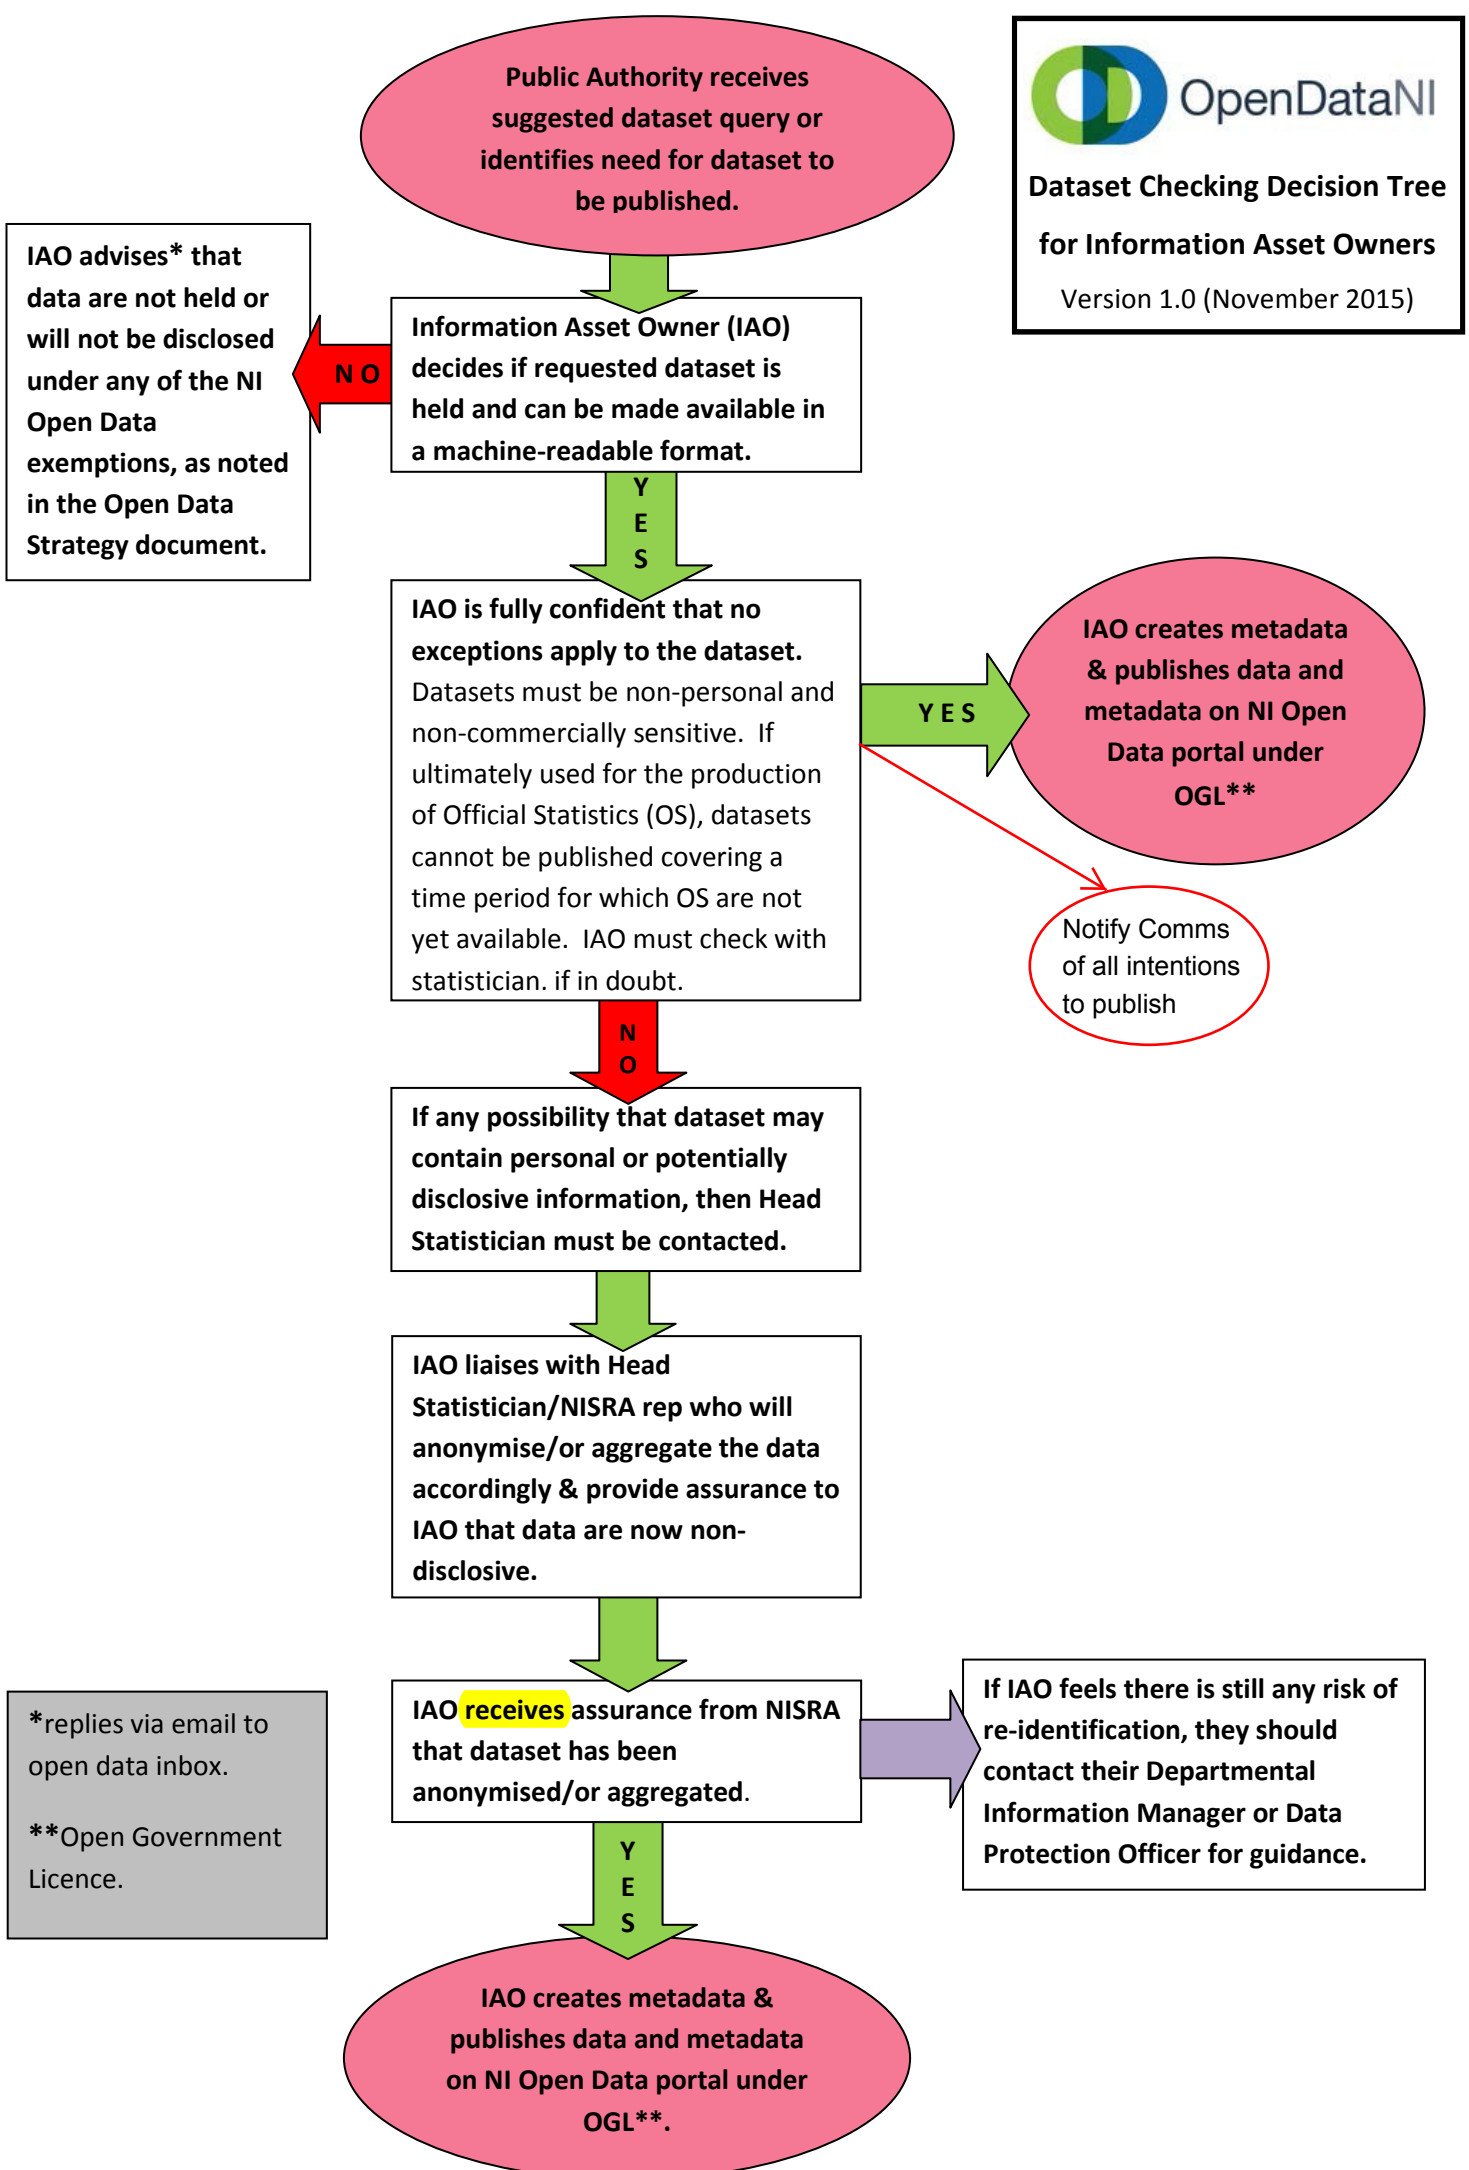 Public Authority receives
suggested dataset query or
identifies need for dataset to
be published.
OpenDataNI
Dataset Checking Decision Tree
for Information Asset Owners
Version 1.0 (November 2015)
IAO advises* that
data are not held or
will not be disclosed
under any of the NI
Open Data
exemptions, as noted
in the Open Data
Strategy document.
N O
Information Asset Owner (IAO)
decides if requested dataset is
held and can be made available in
a machine-readable format.
Y
E
S
IAO is fully confident that no
exceptions apply to the dataset.
Datasets must be non-personal and
non-commercially sensitive. If
ultimately used for the production
of Official Statistics (OS), datasets
cannot be published covering a
time period for which OS are not
yet available. IAO must check with
statistician. if in doubt.
Y E S
IAO creates metadata
& publishes data and
metadata on NI Open
Data portal under
OGL**
Notify Comms
of all intentions
to publish
N
O
If any possibility that dataset may
contain personal or potentially
disclosive information, then Head
Statistician must be contacted.
IAO liaises with Head
Statistician/NISRA rep who will
anonymise/or aggregate the data
accordingly & provide assurance to
IAO that data are now non-
disclosive.
IAO receives assurance from NISRA
that dataset has been
anonymised/or aggregated.
If IAO feels there is still any risk of
re-identification, they should
contact their Departmental
Information Manager or Data
Protection Officer for guidance.
*replies via email to
open data inbox.
**Open Government
Licence.
Y
E
S
IAO creates metadata &
publishes data and metadata
on NI Open Data portal under
OGL**.